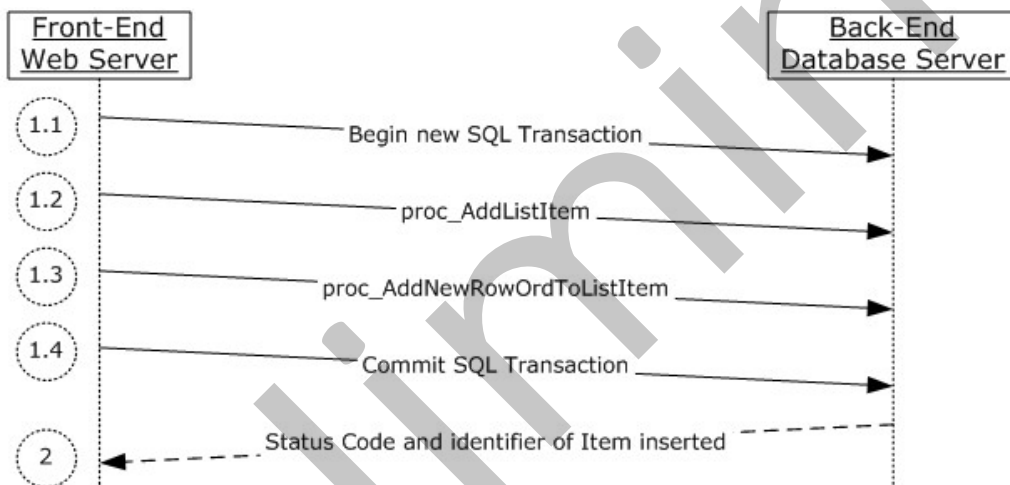 Front-End
Web Server
Back-End
Database Server
1.1
Begin new SQL Transaction
1.2
proc_AddListItem
1.3
proc_AddNewRowOrdToListItem
1.4
Commit SQL Transaction
2
Status Code and identifier of Item inserted